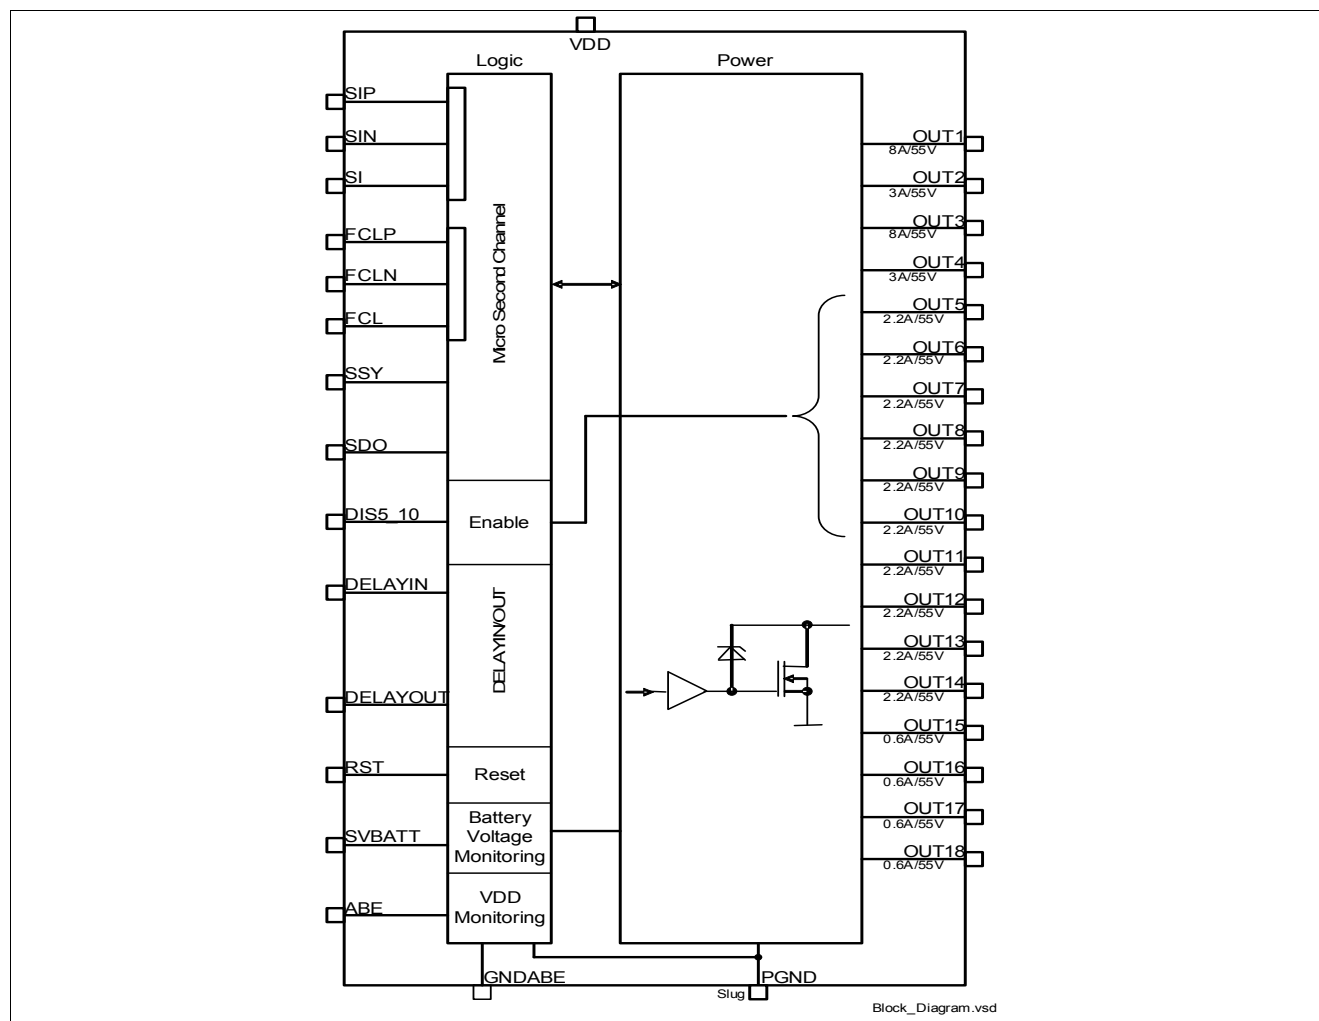 VDD
Logic
Power
SIP
SIN
SI
FCLP
FCLN
FCL
SSY
SDO
DIS5_10
DELAYIN
DELAYOUT
RST
SVBATT
ABE
Micro Second Channel
Enable
DELAYIN/OUT
Reset
Battery
Voltage
Monitoring
VDD
Monitoring
OUT1
8A/55V
OUT2
3A/55V
OUT3
8A/55V
OUT4
3A/55V
OUT5
2.2A/55V
OUT6
2.2A/55V
OUT7
2.2A/55V
OUT8
2.2A/55V
OUT9
2.2A/55V
OUT10
2.2A/55V
OUT11
2.2A/55V
OUT12
2.2A/55V
OUT13
2.2A/55V
OUT14
2.2A/55V
OUT15
0.6A/55V
OUT16
0.6A/55V
OUT17
0.6A/55V
OUT18
0.6A/55V
GNDABE
PGND
Slug
Block_Diagram.vsd